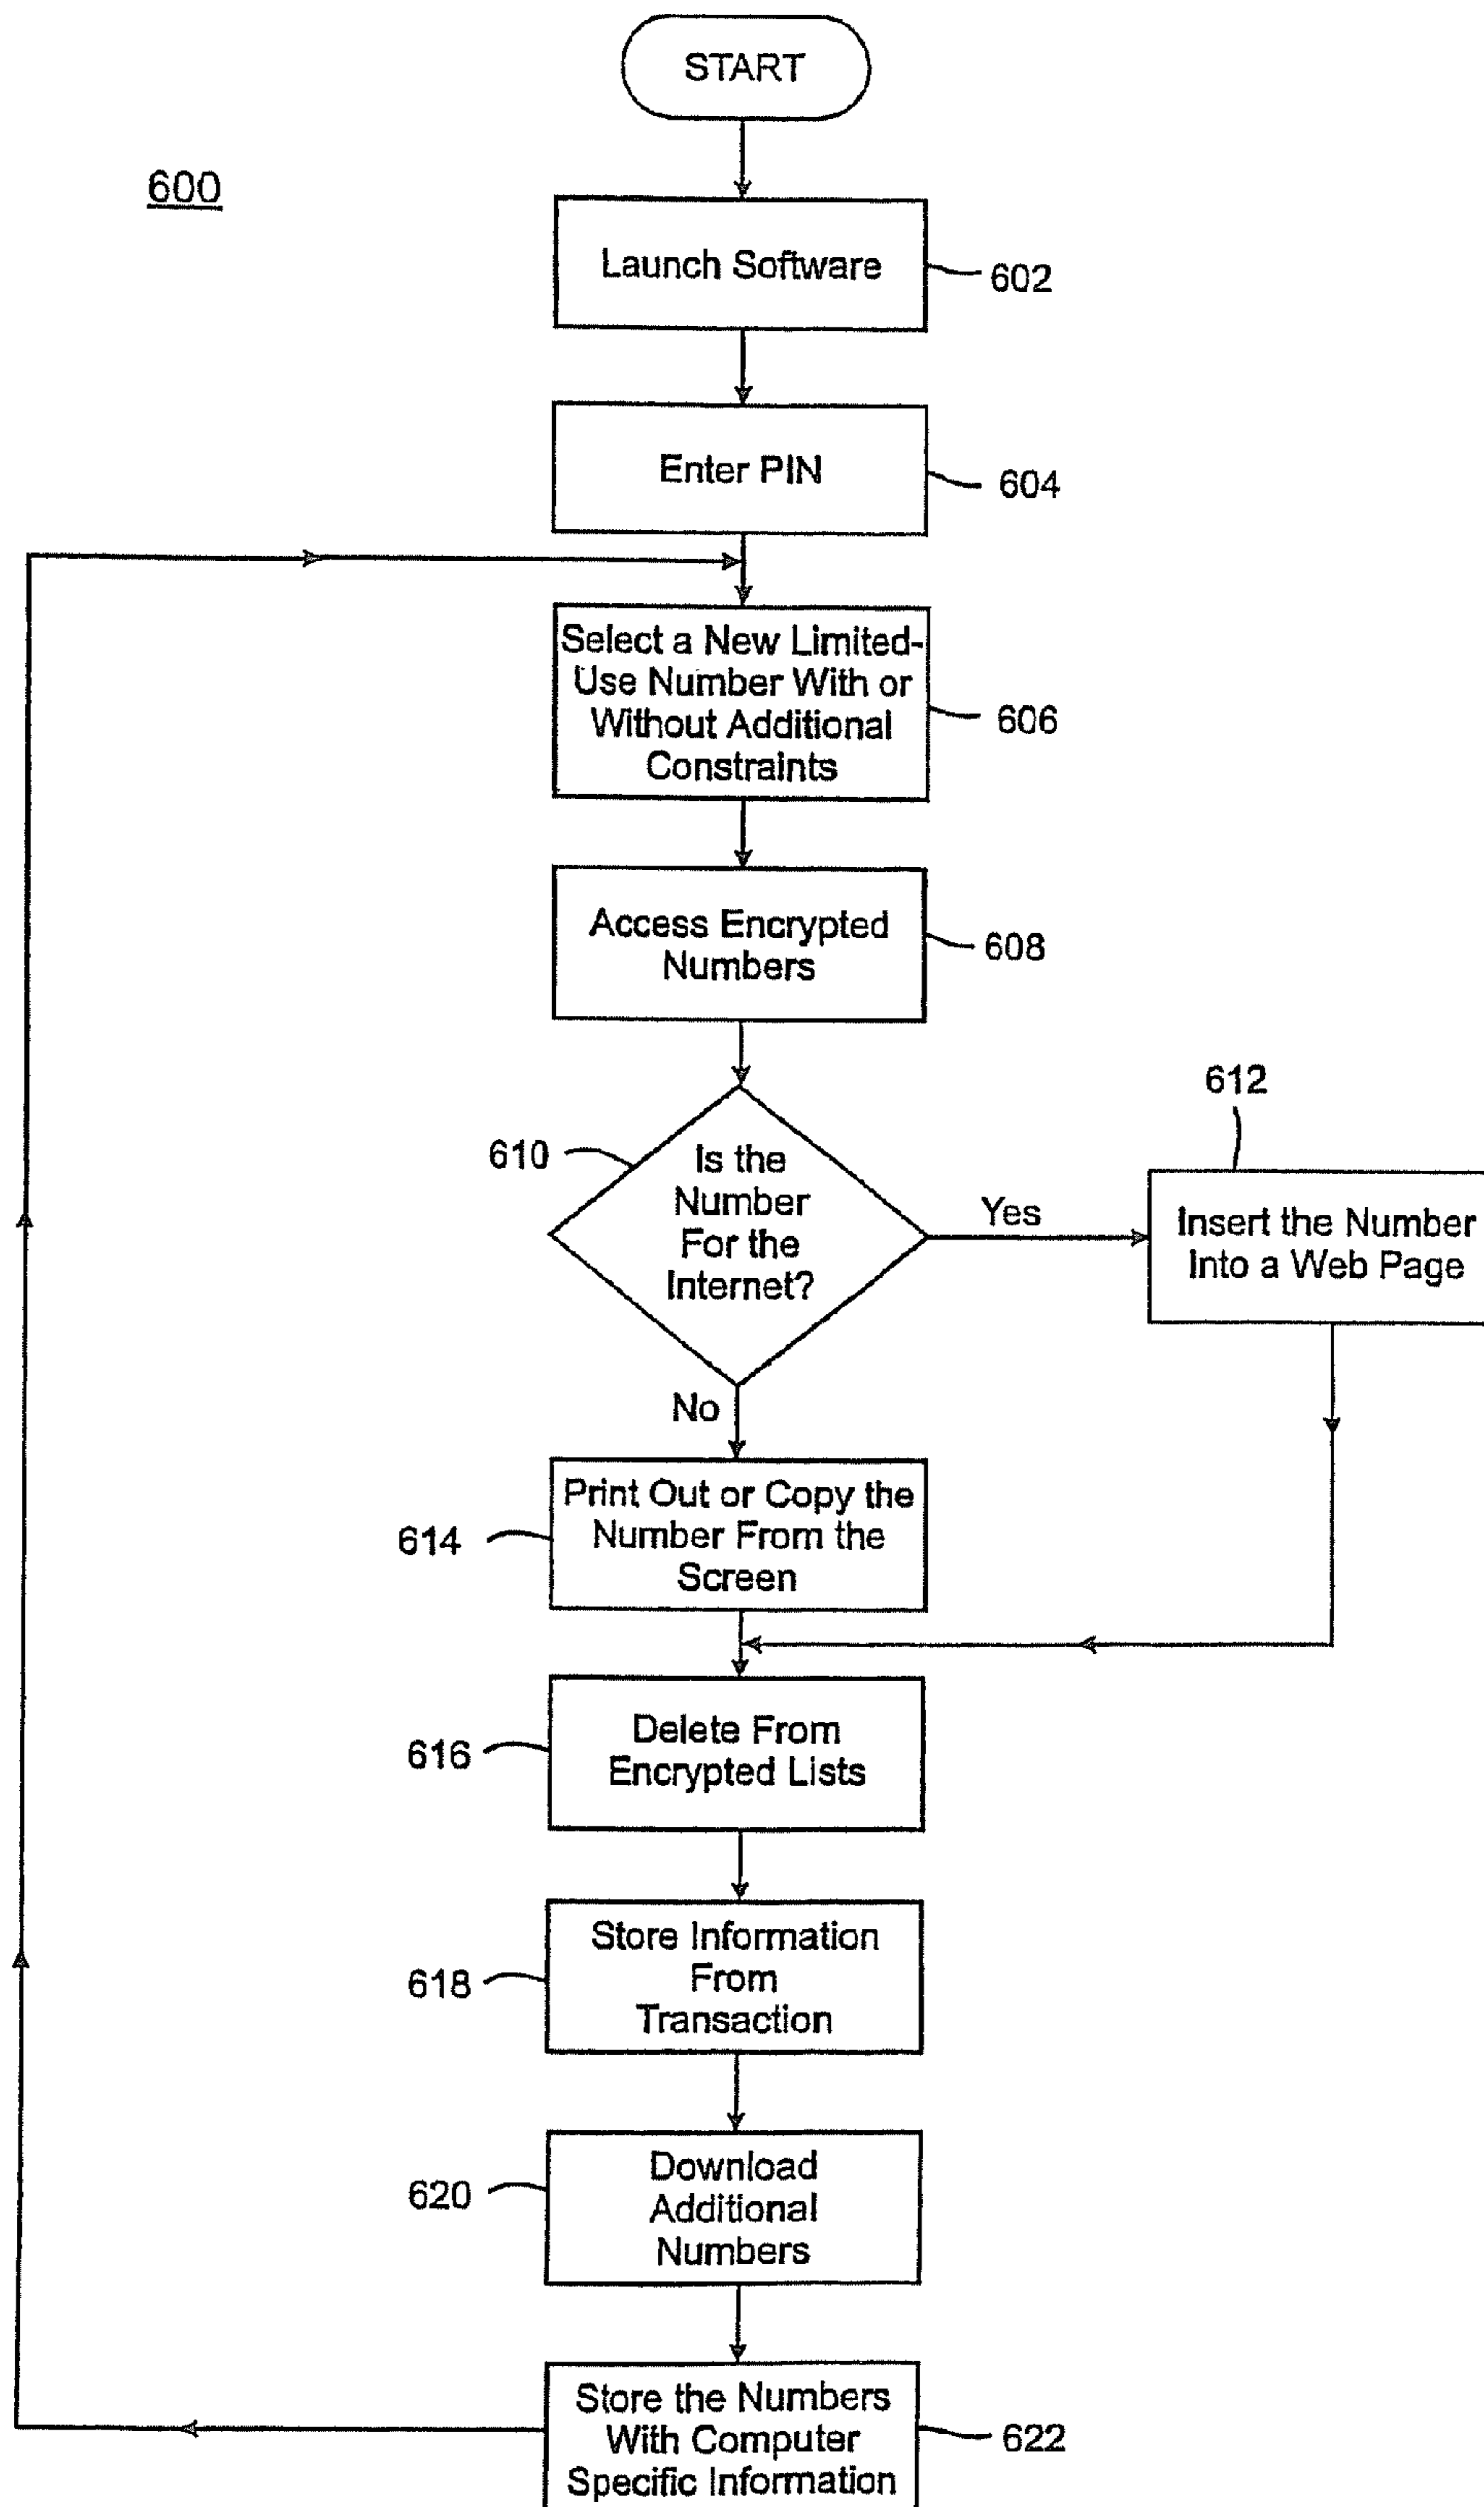 START
600
Launch Software
602
Enter PIN
604
Select a New Limited-
Use Number With or
Without Additional
Constraints
606
Access Encrypted
Numbers
608
612
610
Is the
Number
For the
Internet?
Yes
Insert the Number
Into a Web Page
No
Print Out or Copy the
Number From the
Screen
614
Delete From
Encrypted Lists
616
Store Information
From
Transaction
618
Download
Additional
Numbers
620
Store the Numbers
With Computer
Specific Information
622